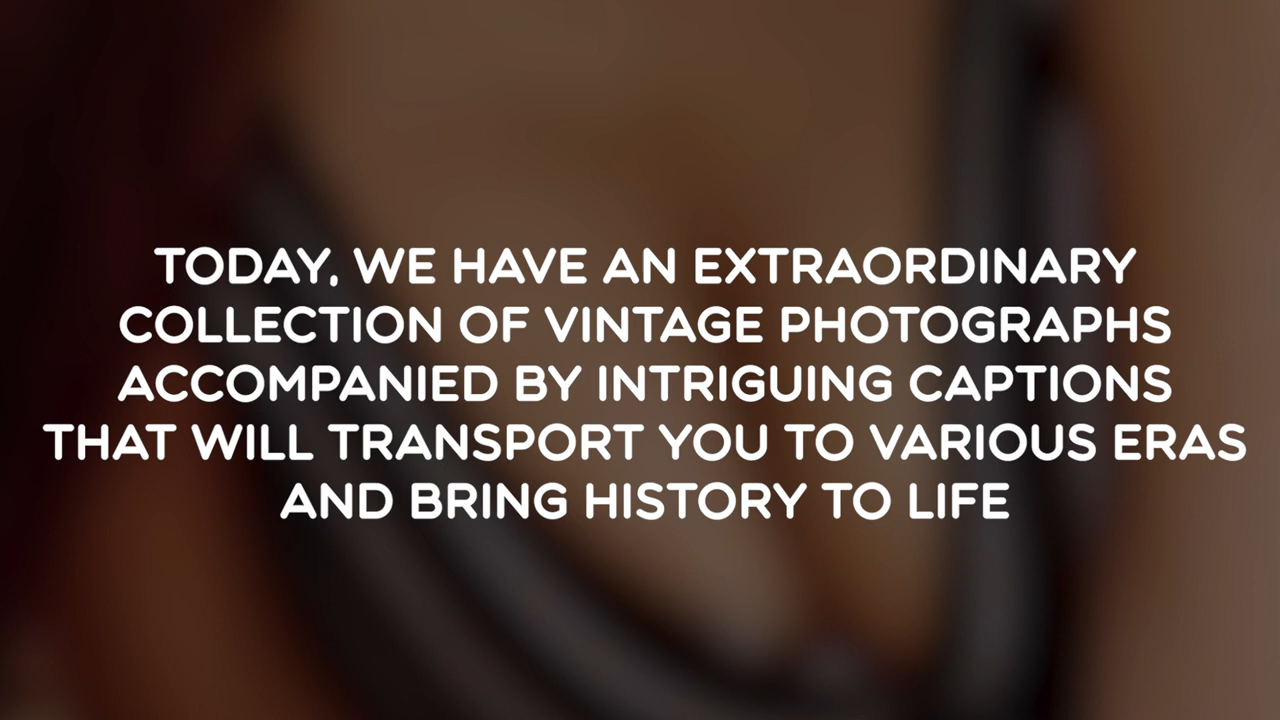 TODAY, WE HAVE AN EXTRAORDINARY
COLLECTION OF VINTAGE PHOTOGRAPHS
ACCOMPANIED BY INTRIGUING CAPTIONS
THAT WILL TRANSPORT YOU TO VARIOUS ERAS
AND BRING HISTORY TO LIFE